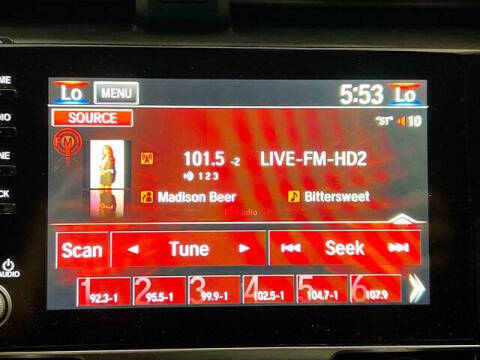 Lo MENU 5:53 Lo
SOURCE "ST" 10
FM
101.5 -2 LIVE-FM-HD2
1 2 3
Madison Beer Bittersweet
Scan Tune Seek
1 2 3 4 5 6
92.3-1 95.5-1 99.9-1 102.5-1 104.7-1 107.9
AUDIO